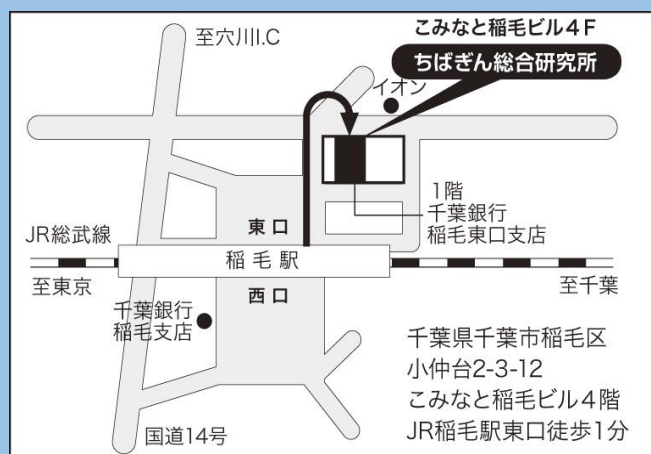 こみなと稲毛ビル4F
ちばぎん総合研究所
至穴川I.C
イオン
1階
千葉銀行
稲毛東口支店
東口
JR総武線
稲毛駅
至東京
至千葉
西口
千葉銀行
稲毛支店
国道14号
千葉県千葉市稲毛区
小仲台2-3-12
こみなと稲毛ビル4階
JR稲毛駅東口徒歩1分